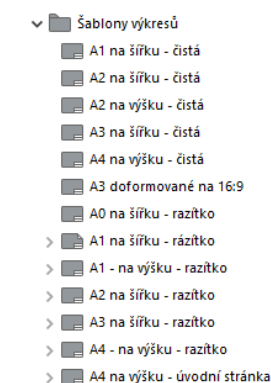 Šablony výkresů
A1 na šířku - čistá
A2 na šířku - čistá
A2 na výšku - čistá
A3 na šířku - čistá
A4 na výšku - čistá
A3 doformované na 16:9
A0 na šířku - razítko
A1 na šířku - rázítko
A1 - na výšku - razítko
A2 na šířku - razítko
A3 na šířku - razítko
A4 - na výšku - razítko
A4 na výšku - úvodní stránka